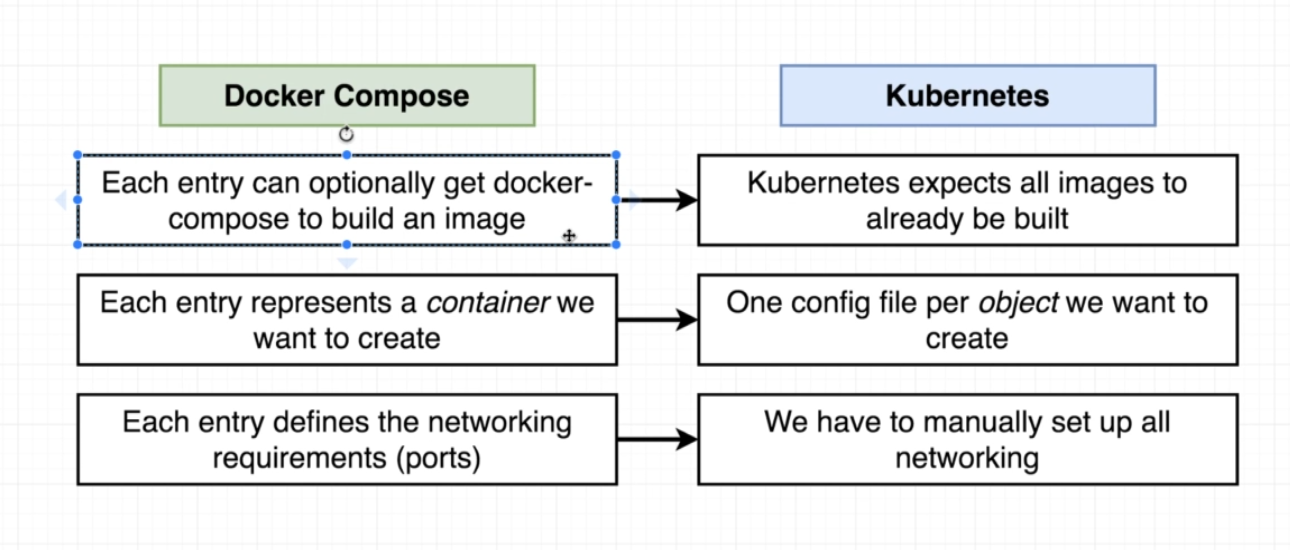 Docker Compose
Kubernetes
Each entry can optionally get docker-
compose to build an image
Kubernetes expects all images to
already be built
Each entry represents a container we
want to create
One config file per object we want to
create
Each entry defines the networking
requirements (ports)
We have to manually set up all
networking